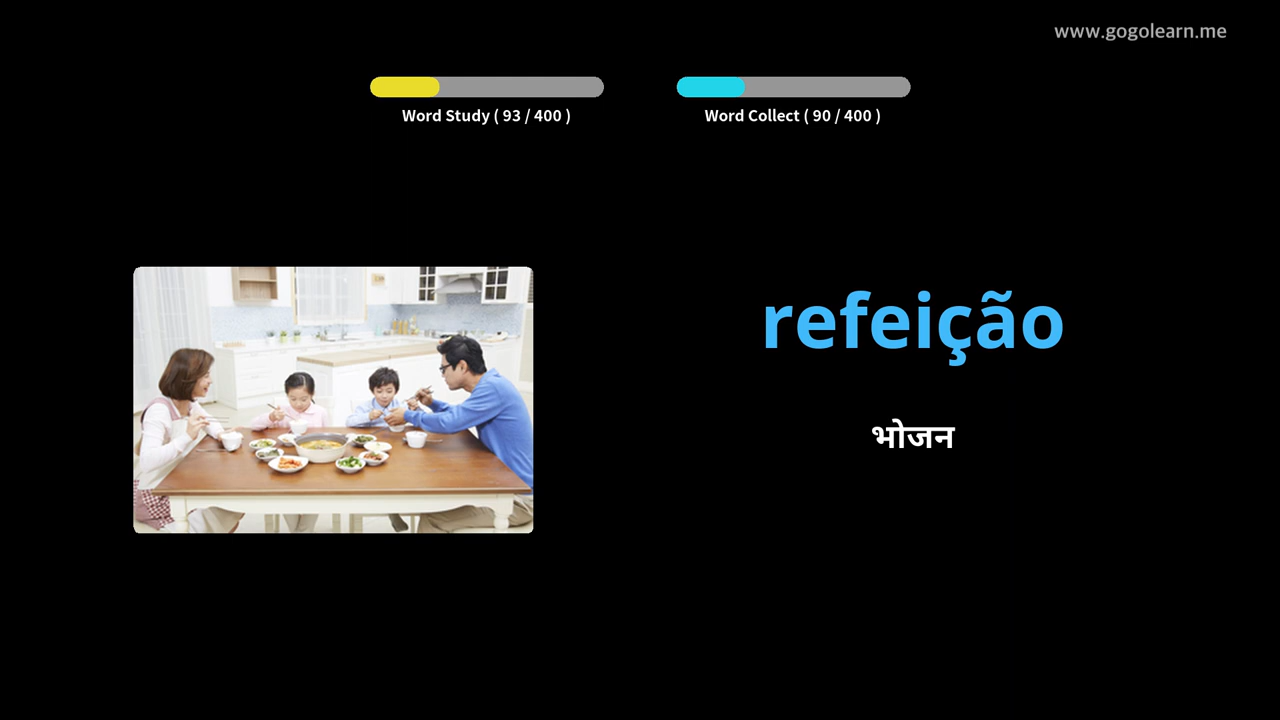 www.gogolearn.me
Word Study ( 93 / 400 )
Word Collect ( 90 / 400 )
refeição
भोजन